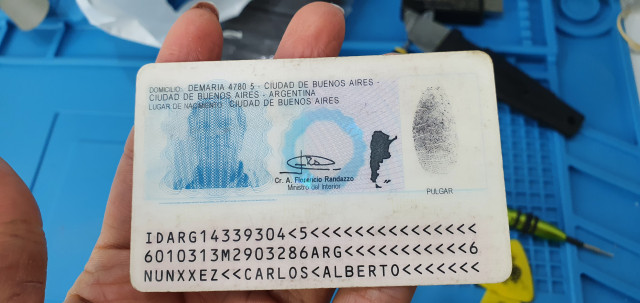 DOMICILIO: DEMARIA 4780 5 - CIUDAD DE BUENOS AIRES -
CIUDAD DE BUENOS AIRES - ARGENTINA
LUGAR DE NACIMIENTO: CIUDAD DE BUENOS AIRES
Cr. A. Florencio Randazzo
Ministro del Interior
PULGAR
IDARG14339304<5<<<<<<<<<<<<<<<
6010313M2903286ARG<<<<<<<<<<<6
NUNXXEZ<<CARLOS<ALBERTO<<<<<<<